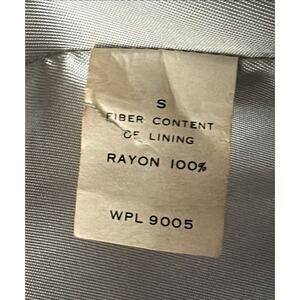 S
FIBER CONTENT
OF LINING
RAYON 100%
WPL 9005